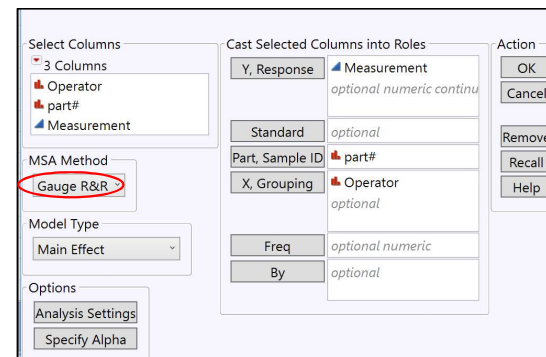 Select Columns
3 Columns
Operator
part#
Measurement
MSA Method
Gauge R&R
Model Type
Main Effect
Options
Analysis Settings
Specify Alpha
Cast Selected Columns into Roles
Y, Response
Measurement
optional numeric continu
Standard
optional
Part, Sample ID
part#
X, Grouping
Operator
optional
Freq
optional numeric
By
optional
Action
OK
Cancel
Remove
Recall
Help